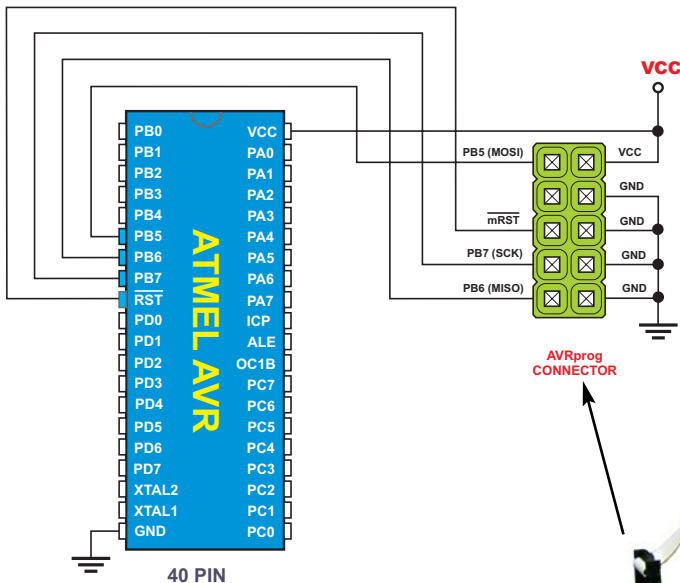 VCC
PB5 (MOSI)
VCC
GND
mRST
GND
PB7 (SCK)
GND
PB6 (MISO)
GND
AVRprog
CONNECTOR
PB0
PB1
PB2
PB3
PB4
PB5
PB6
PB7
RST
PD0
PD1
PD2
PD3
PD4
PD5
PD6
PD7
XTAL2
XTAL1
GND
ATMEL AVR
VCC
PA0
PA1
PA2
PA3
PA4
PA5
PA6
PA7
ICP
ALE
OC1B
PC7
PC6
PC5
PC4
PC3
PC2
PC1
PC0
40 PIN